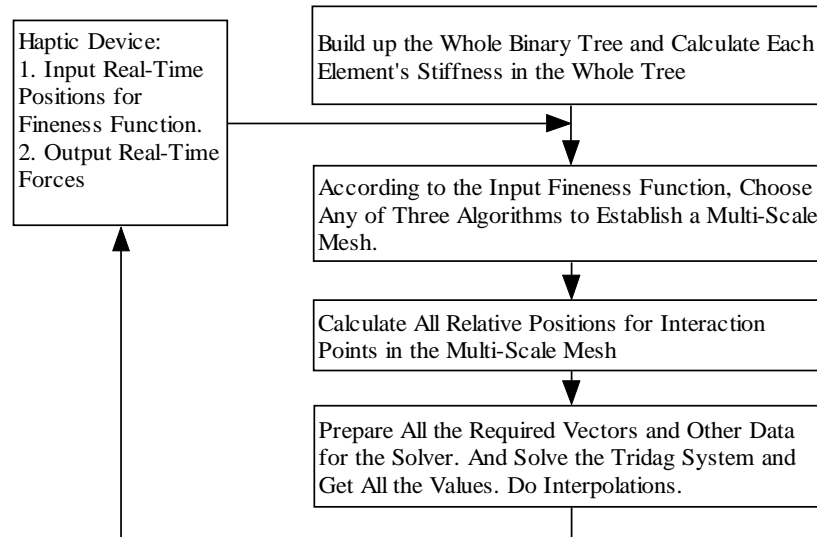 Haptic Device:
1. Input Real-Time
Positions for
Fineness Function.
2. Output Real-Time
Forces
Build up the Whole Binary Tree and Calculate Each
Element's Stiffness in the Whole Tree
According to the Input Fineness Function, Choose
Any of Three Algorithms to Establish a Multi-Scale
Mesh.
Calculate All Relative Positions for Interaction
Points in the Multi-Scale Mesh
Prepare All the Required Vectors and Other Data
for the Solver. And Solve the Tridag System and
Get All the Values. Do Interpolations.